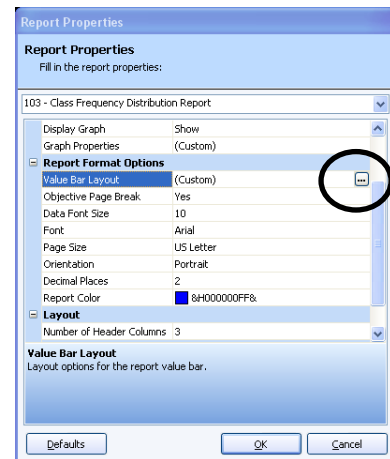 Report Properties
Report Properties
Fill in the report properties:
103 - Class Frequency Distribution Report
Display Graph Show
Graph Properties (Custom)
Report Format Options
Value Bar Layout (Custom) ...
Objective Page Break Yes
Data Font Size 10
Font Arial
Page Size US Letter
Orientation Portrait
Decimal Places 2
Report Color &H000000FF&
Layout
Number of Header Columns 3
Value Bar Layout
Layout options for the report value bar.
Defaults OK Cancel